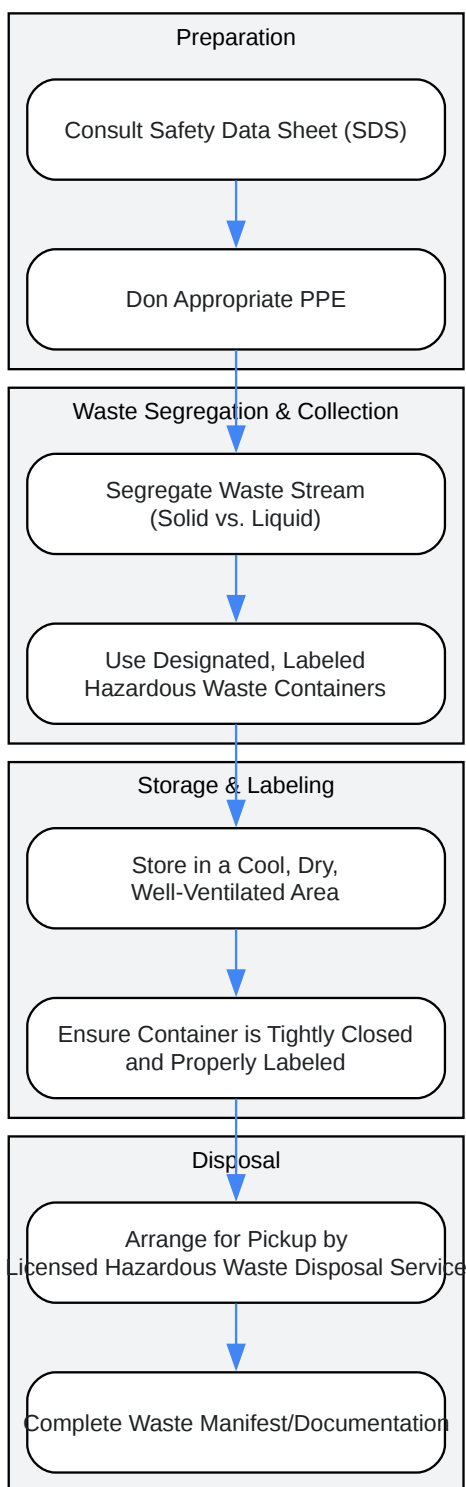 Preparation
Consult Safety Data Sheet (SDS)
Don Appropriate PPE
Waste Segregation & Collection
Segregate Waste Stream
(Solid vs. Liquid)
Use Designated, Labeled
Hazardous Waste Containers
Storage & Labeling
Store in a Cool, Dry,
Well-Ventilated Area
Ensure Container is Tightly Closed
and Properly Labeled
Disposal
Arrange for Pickup by
Licensed Hazardous Waste Disposal Service
Complete Waste Manifest/Documentation